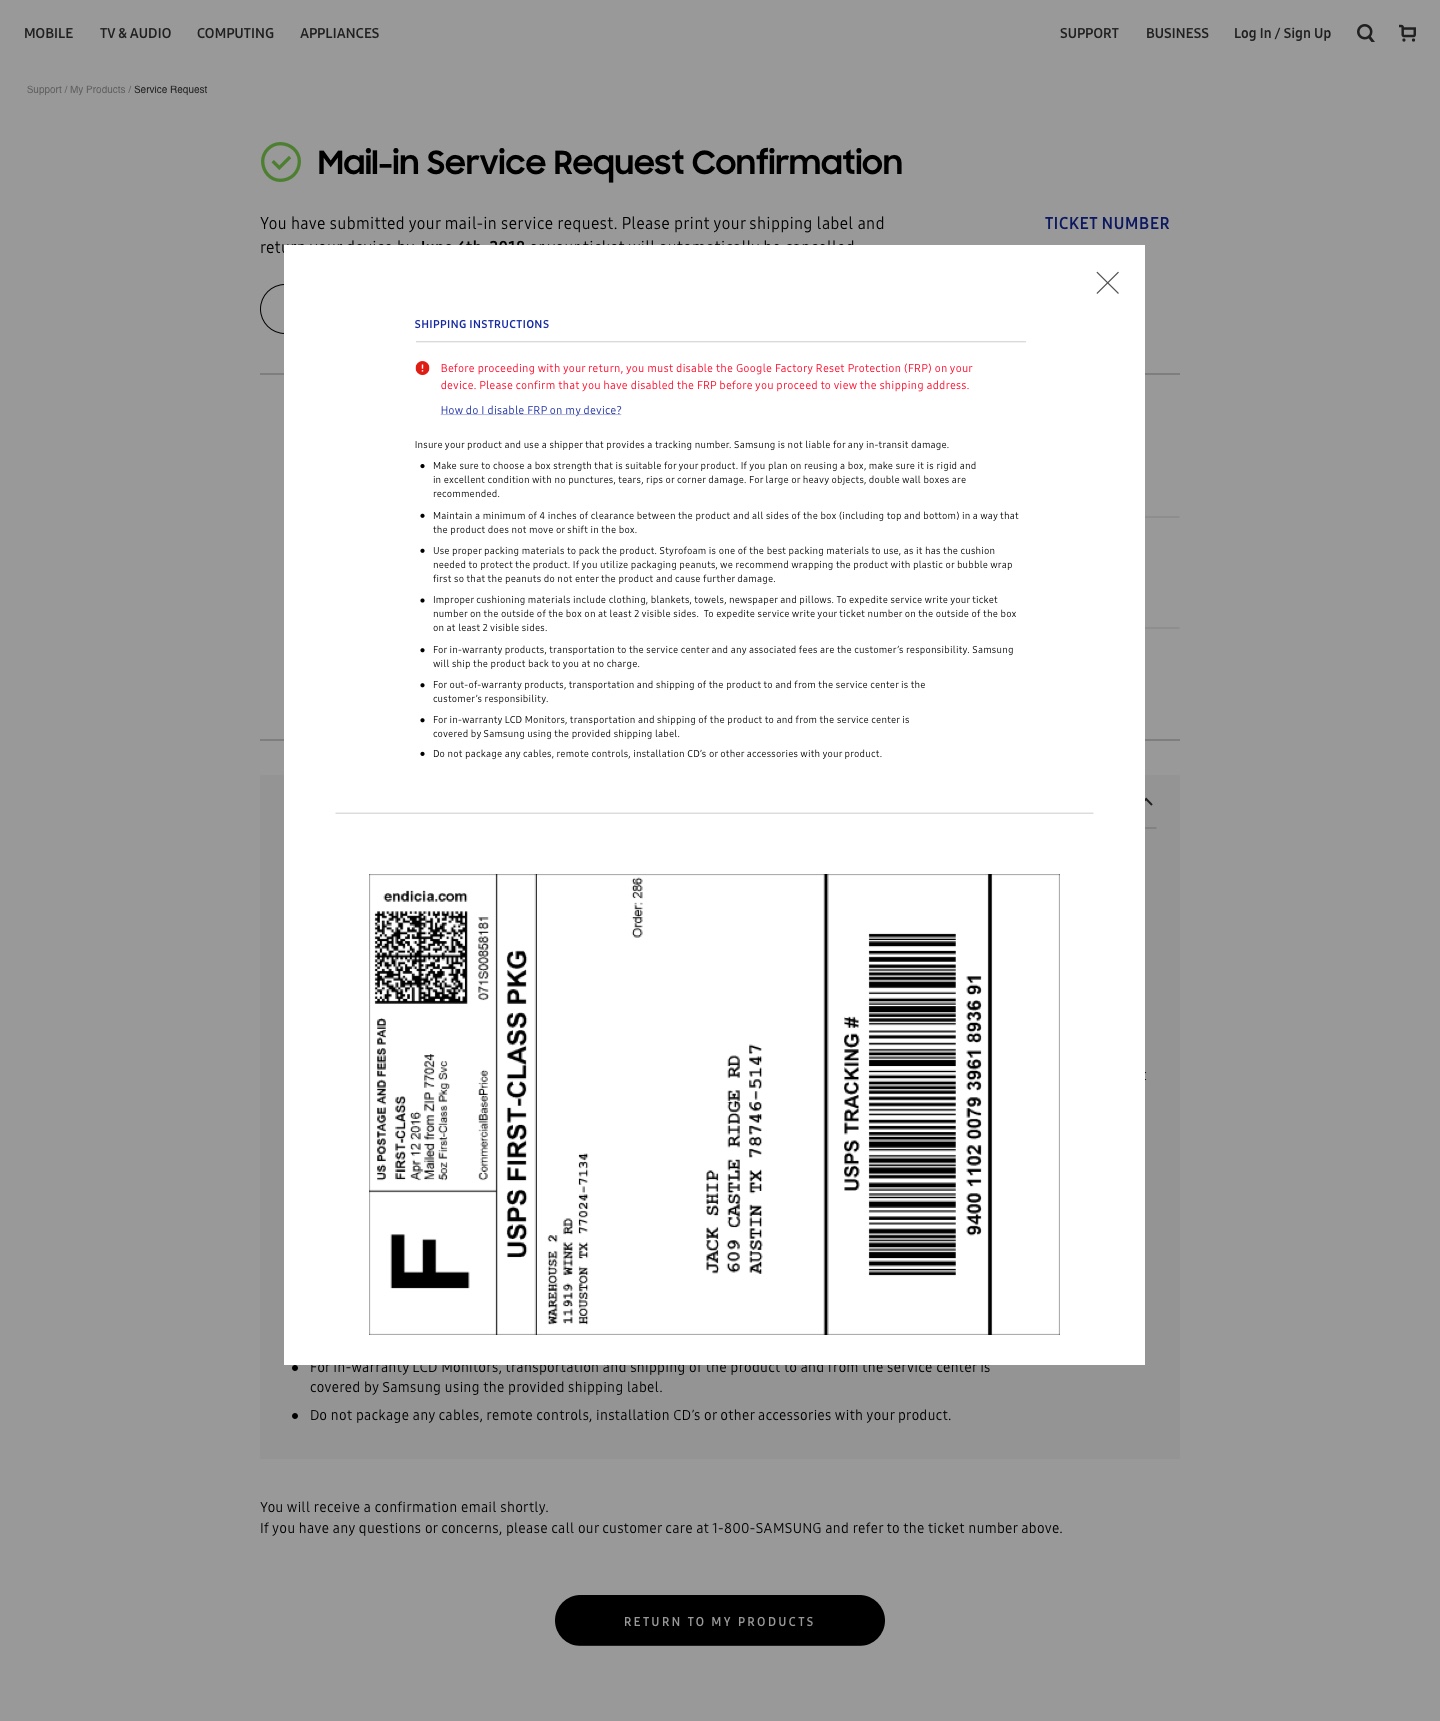 MOBILE TV & AUDIO COMPUTING APPLIANCES SUPPORT BUSINESS Log In / Sign Up
Support / My Products / Service Request
Mail-in Service Request Confirmation
You have submitted your mail-in service request. Please print your shipping label and
TICKET NUMBER
return your device by June 4th, 2018 or your ticket will automatically be cancelled.
SHIPPING INSTRUCTIONS
Before proceeding with your return, you must disable the Google Factory Reset Protection (FRP) on your
device. Please confirm that you have disabled the FRP before you proceed to view the shipping address.
How do I disable FRP on my device?
Insure your product and use a shipper that provides a tracking number. Samsung is not liable for any in-transit damage.
• Make sure to choose a box strength that is suitable for your product. If you plan on reusing a box, make sure it is rigid and
in excellent condition with no punctures, tears, rips or corner damage. For large or heavy objects, double wall boxes are
recommended.
• Maintain a minimum of 4 inches of clearance between the product and all sides of the box (including top and bottom) in a way that
the product does not move or shift in the box.
• Use proper packing materials to pack the product. Styrofoam is one of the best packing materials to use, as it has the cushion
needed to protect the product. If you utilize packaging peanuts, we recommend wrapping the product with plastic or bubble wrap
first so that the peanuts do not enter the product and cause further damage.
• Improper cushioning materials include clothing, blankets, towels, newspaper and pillows. To expedite service write your ticket
number on the outside of the box on at least 2 visible sides. To expedite service write your ticket number on the outside of the box
on at least 2 visible sides.
• For in-warranty products, transportation to the service center and any associated fees are the customer's responsibility. Samsung
will ship the product back to you at no charge.
• For out-of-warranty products, transportation and shipping of the product to and from the service center is the
customer's responsibility.
• For in-warranty LCD Monitors, transportation and shipping of the product to and from the service center is
covered by Samsung using the provided shipping label.
• Do not package any cables, remote controls, installation CD's or other accessories with your product.
endicia.com
US POSTAGE AND FEES PAID
FIRST-CLASS
Apr 12 2016
Mailed from ZIP 77024
5oz First-Class Pkg Svc
CommercialBasePrice
071S00858181
F
USPS FIRST-CLASS PKG
WAREHOUSE 2
11919 WINK RD
HOUSTON TX 77024-7134
Order: 286
JACK SHIP
609 CASTLE RIDGE RD
AUSTIN TX 78746-5147
USPS TRACKING #
9400 1102 0079 3961 8936 91
• For in-warranty LCD Monitors, transportation and shipping of the product to and from the service center is
covered by Samsung using the provided shipping label.
• Do not package any cables, remote controls, installation CD's or other accessories with your product.
You will receive a confirmation email shortly.
If you have any questions or concerns, please call our customer care at 1-800-SAMSUNG and refer to the ticket number above.
RETURN TO MY PRODUCTS